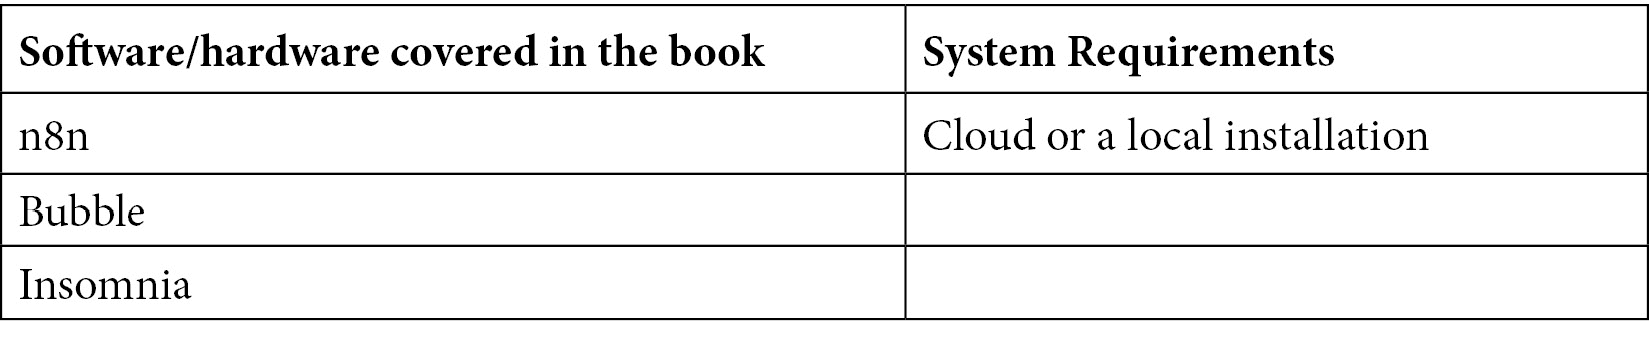 Software/hardware covered in the book System Requirements
n8n Cloud or a local installation
Bubble
Insomnia